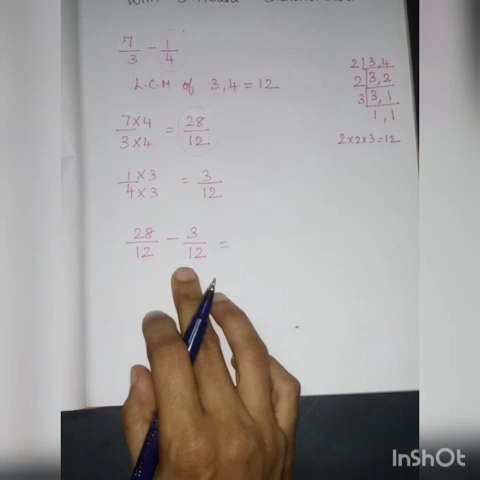 7/3 - 1/4
L.C.M of 3,4 = 12
7×4/3×4 = 28/12
1×3/4×3 = 3/12
28/12 - 3/12 =
2 | 3,4
2 | 3,2
3 | 3,1
1,1
2×2×3=12
InShOt